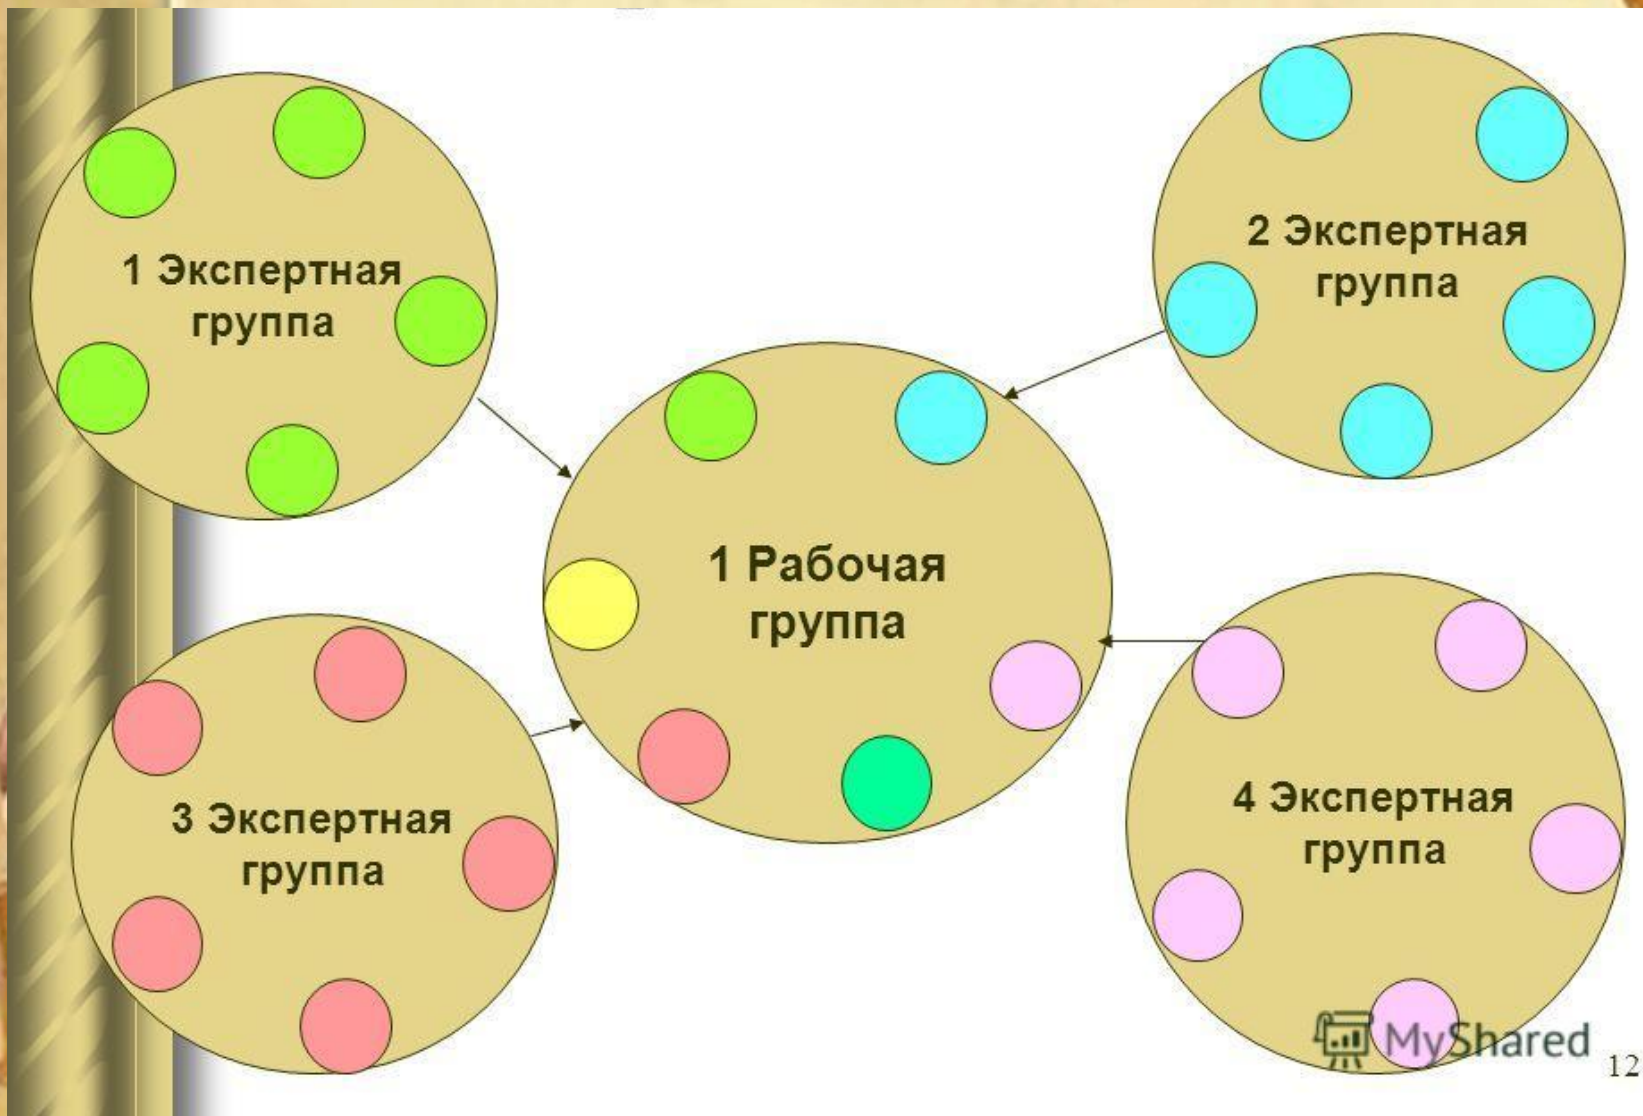 1 Экспертная
группа
2 Экспертная
группа
1 Рабочая
группа
3 Экспертная
группа
4 Экспертная
группа
MyShared
12